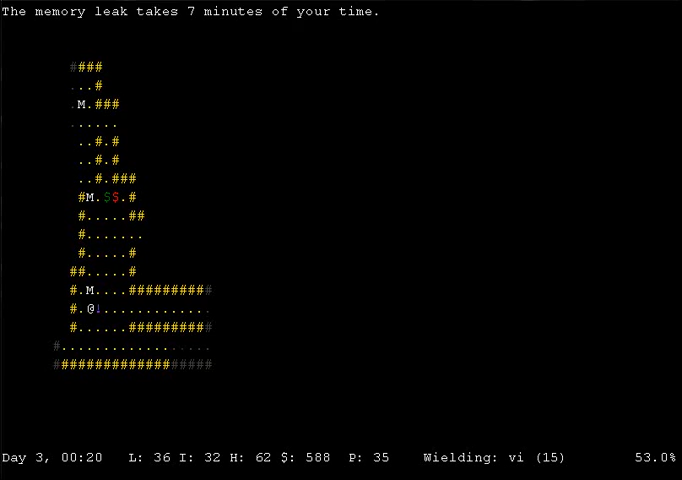 The memory leak takes 7 minutes of your time.
####
...#
.M.###
.....
..#.#
..#.#
..#.###
#M.$$.#
#.....##
#.......
#.....#
##.....#
#.M....##########
#.@!............
#......##########
#.................
##################
Day 3, 00:20 L: 36 I: 32 H: 62 $: 588 P: 35 Wielding: vi (15) 53.0%